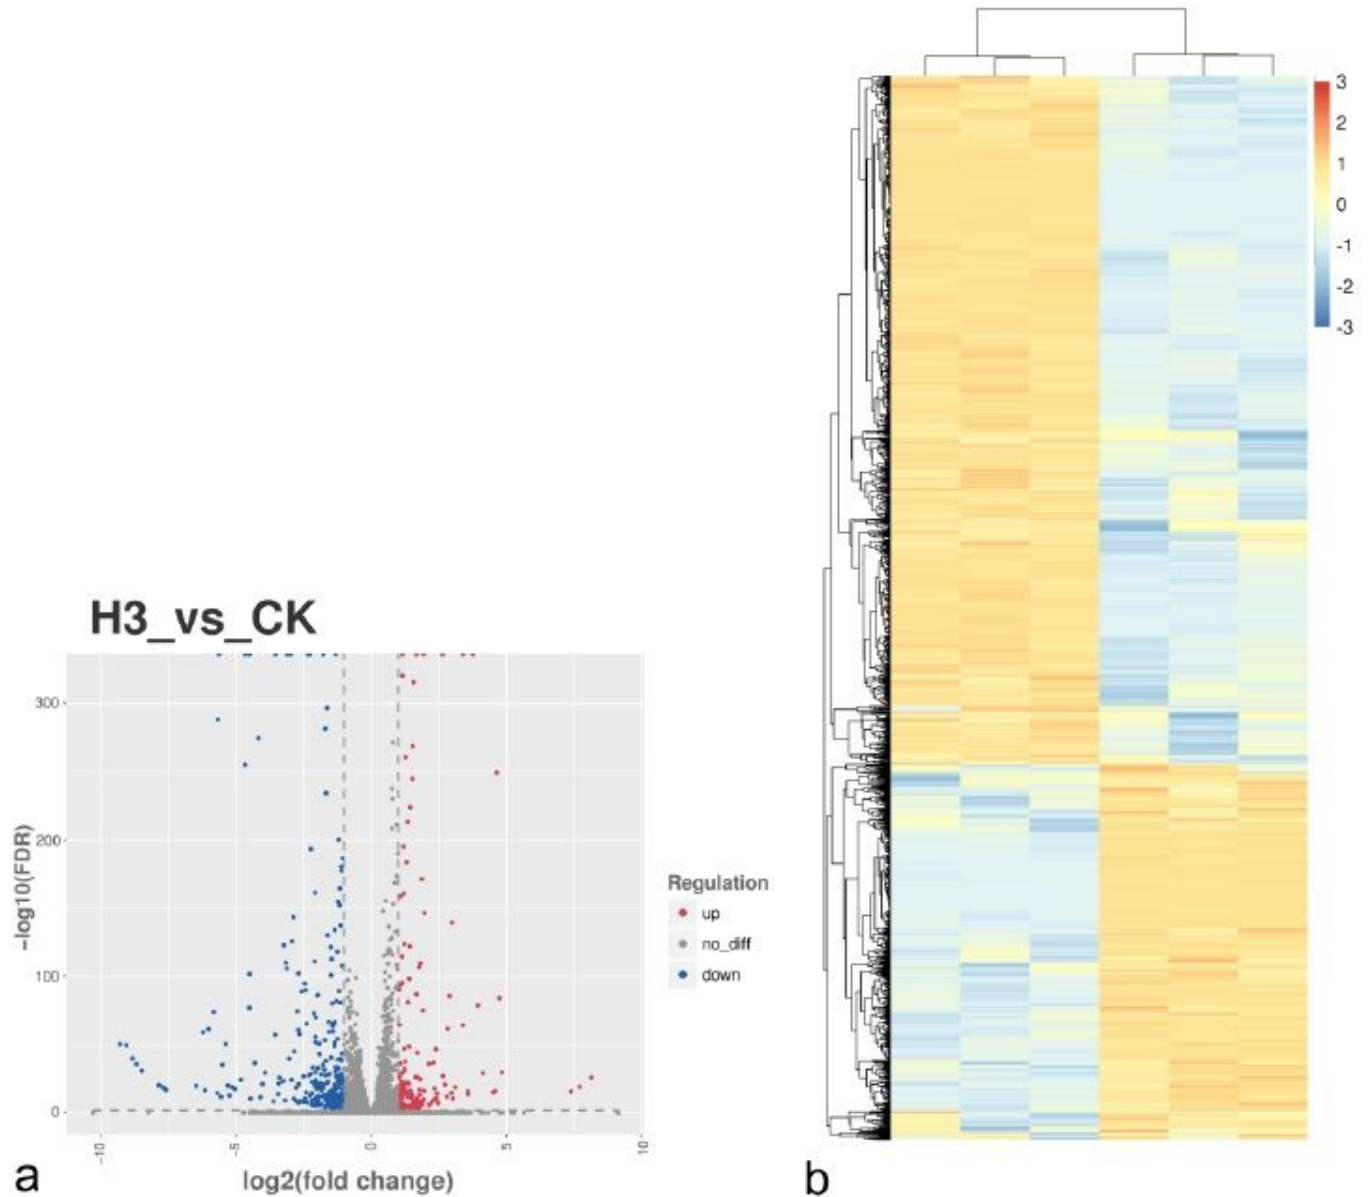 H3_vs_CK
300
200
100
0
-10
-5
0
5
10
-log10(FDR)
log2(fold change)
Regulation
up
no_diff
down
a
3
2
1
0
-1
-2
-3
b